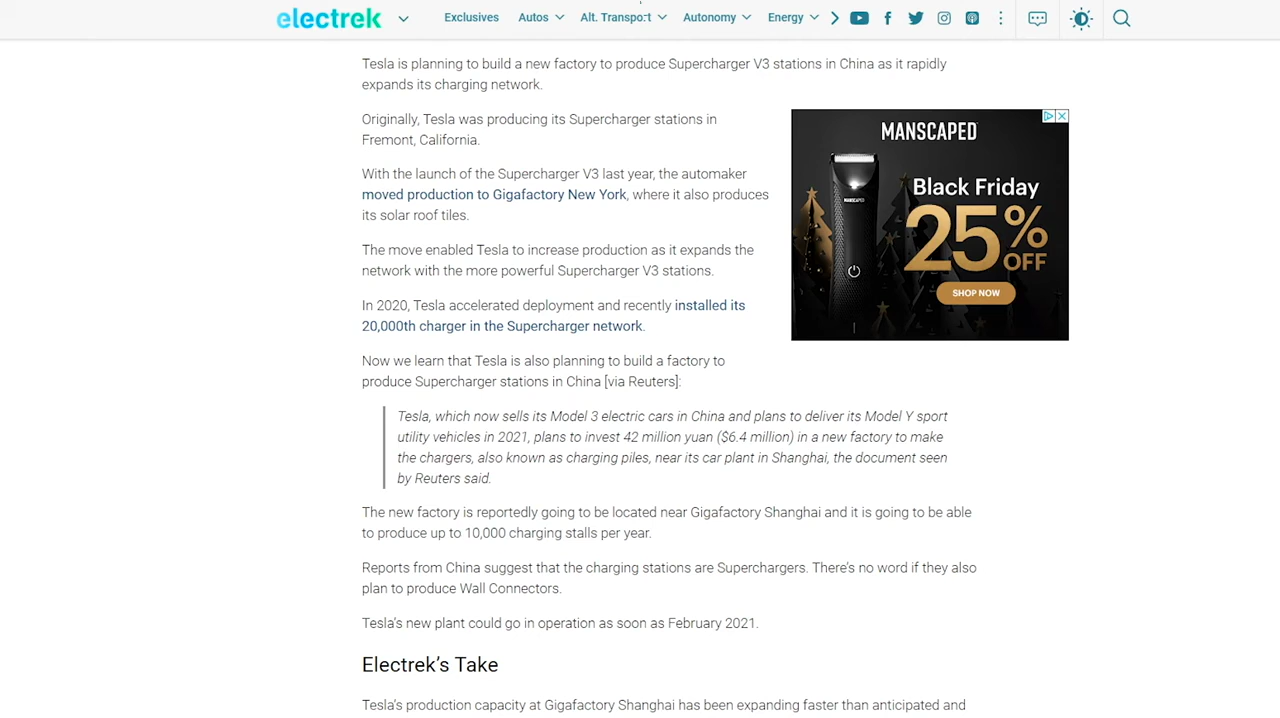 electrek
Exclusives Autos Alt. Transport Autonomy Energy
Tesla is planning to build a new factory to produce Supercharger V3 stations in China as it rapidly
expands its charging network.
Originally, Tesla was producing its Supercharger stations in
Fremont, California.
With the launch of the Supercharger V3 last year, the automaker
moved production to Gigafactory New York, where it also produces
its solar roof tiles.
The move enabled Tesla to increase production as it expands the
network with the more powerful Supercharger V3 stations.
In 2020, Tesla accelerated deployment and recently installed its
20,000th charger in the Supercharger network.
Now we learn that Tesla is also planning to build a factory to
produce Supercharger stations in China [via Reuters]:
MANSCAPED
MANSCAPED
Black Friday
25%
OFF
SHOP NOW
Tesla, which now sells its Model 3 electric cars in China and plans to deliver its Model Y sport
utility vehicles in 2021, plans to invest 42 million yuan ($6.4 million) in a new factory to make
the chargers, also known as charging piles, near its car plant in Shanghai, the document seen
by Reuters said.
The new factory is reportedly going to be located near Gigafactory Shanghai and it is going to be able
to produce up to 10,000 charging stalls per year.
Reports from China suggest that the charging stations are Superchargers. There's no word if they also
plan to produce Wall Connectors.
Tesla's new plant could go in operation as soon as February 2021.
Electrek's Take
Tesla's production capacity at Gigafactory Shanghai has been expanding faster than anticipated and